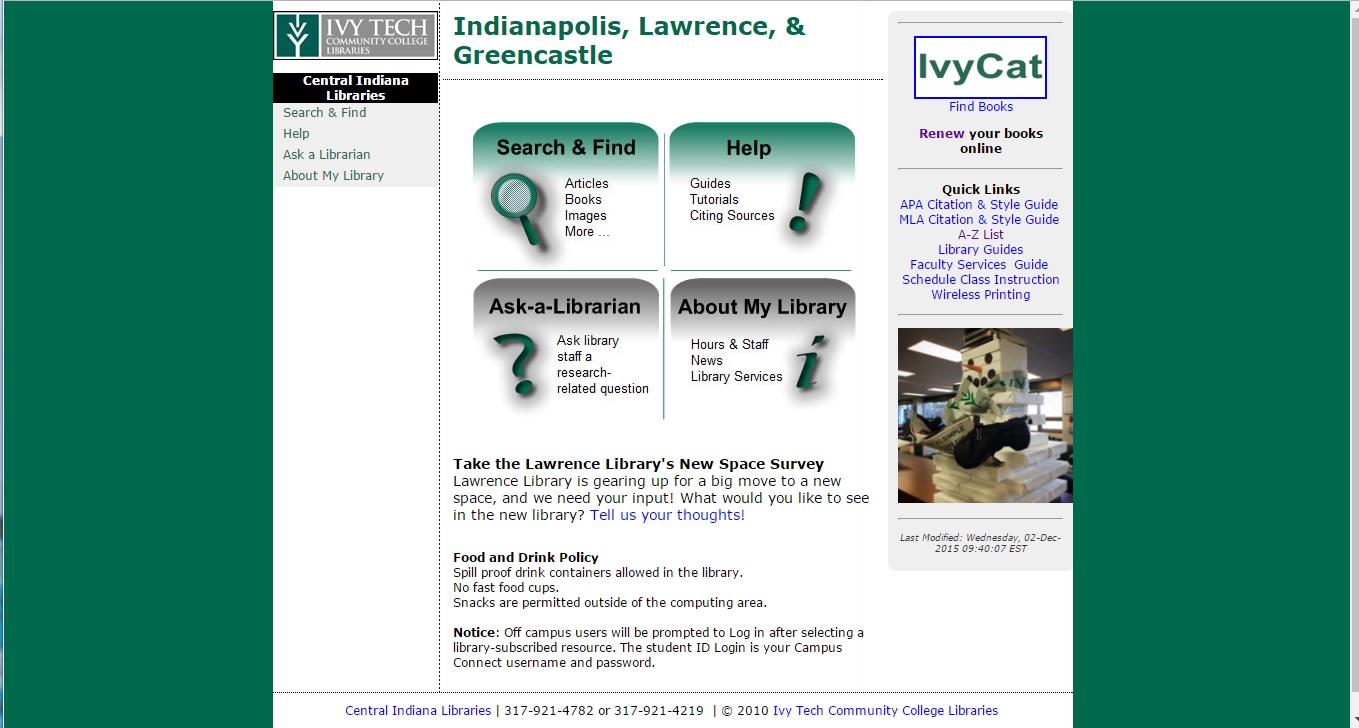 IVY TECH
COMMUNITY COLLEGE
LIBRARIES
Central Indiana
Libraries
Search & Find
Help
Ask a Librarian
About My Library
Indianapolis, Lawrence, &
Greencastle
Search & Find
Articles
Books
Images
More ...
Help
Guides
Tutorials
Citing Sources
Ask-a-Librarian
Ask library
staff a
research-
related question
About My Library
Hours & Staff
News
Library Services
Take the Lawrence Library's New Space Survey
Lawrence Library is gearing up for a big move to a new
space, and we need your input! What would you like to see
in the new library? Tell us your thoughts!
Food and Drink Policy
Spill proof drink containers allowed in the library.
No fast food cups.
Snacks are permitted outside of the computing area.
Notice: Off campus users will be prompted to Log in after selecting a
library-subscribed resource. The student ID Login is your Campus
Connect username and password.
IvyCat
Find Books
Renew your books
online
Quick Links
APA Citation & Style Guide
MLA Citation & Style Guide
A-Z List
Library Guides
Faculty Services  Guide
Schedule Class Instruction
Wireless Printing
SIMPLE
Last Modified: Wednesday, 02-Dec-
2015 09:40:07 EST
Central Indiana Libraries | 317-921-4782 or 317-921-4219  | © 2010 Ivy Tech Community College Libraries